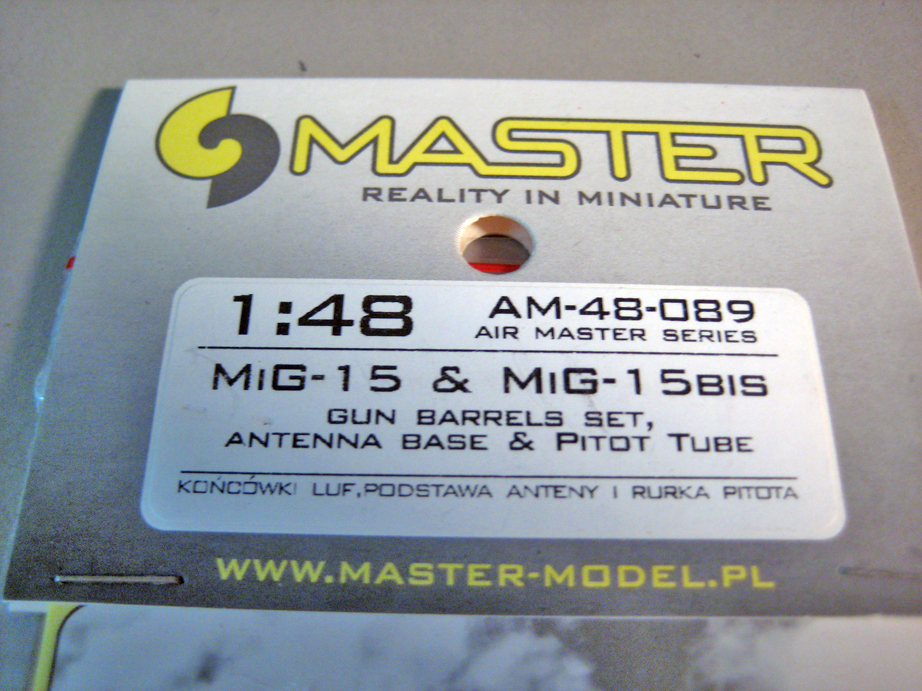 MASTER
REALITY IN MINIATURE
1:48
AM-48-089
AIR MASTER SERIES
MiG-15 & MiG-15BIS
GUN BARRELS SET,
ANTENNA BASE & PITOT TUBE
KOŃCÓWKI LUF,PODSTAWA ANTENY I RURKA PITOTA
WWW.MASTER-MODEL.PL